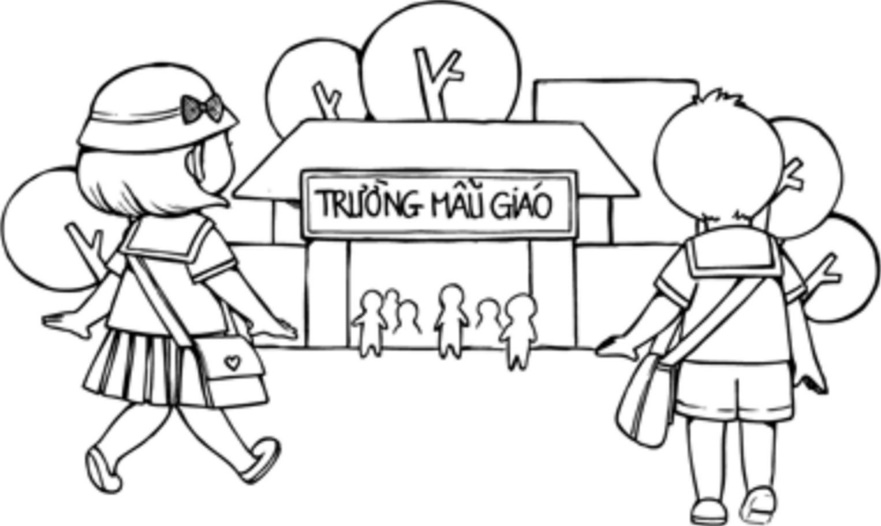 TRƯỜNG MẪU GIÁO